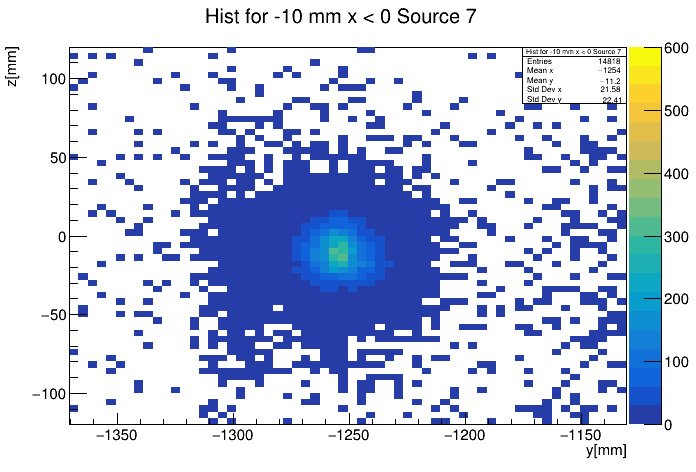 Hist for -10 mm x < 0 Source 7
z[mm]
Hist for -10 mm x < 0 Source 7
Entries 14818
Mean x −1254
Mean y −11.2
Std Dev x 21.58
Std Dev y 22.41
100
50
0
−50
−100
−1350 −1300 −1250 −1200 −1150
y[mm]
600
500
400
300
200
100
0